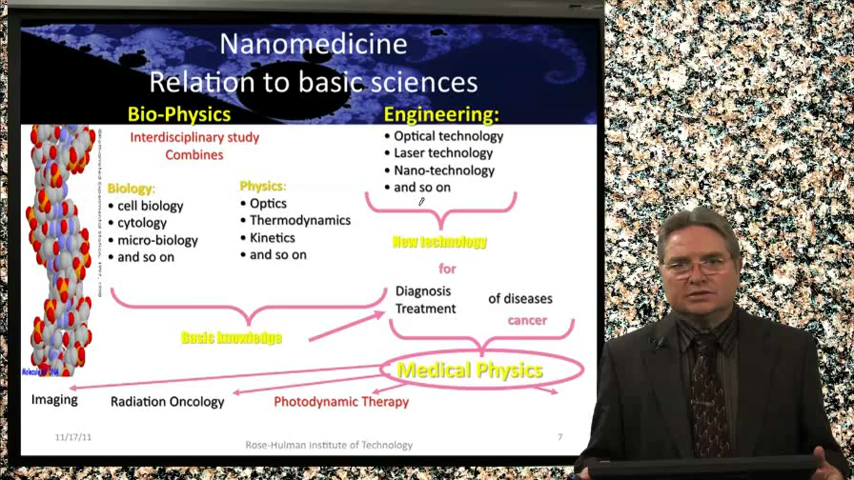 Nanomedicine
Relation to basic sciences
Bio-Physics
Interdisciplinary study
Combines
Biology:
• cell biology
• cytology
• micro-biology
• and so on
Physics:
• Optics
• Thermodynamics
• Kinetics
• and so on
Basic knowledge
Engineering:
• Optical technology
• Laser technology
• Nano-technology
• and so on
New technology
for
Diagnosis
Treatment
of diseases
cancer
Medical Physics
Imaging
Radiation Oncology
Photodynamic Therapy
11/17/11
Rose-Hulman Institute of Technology
7